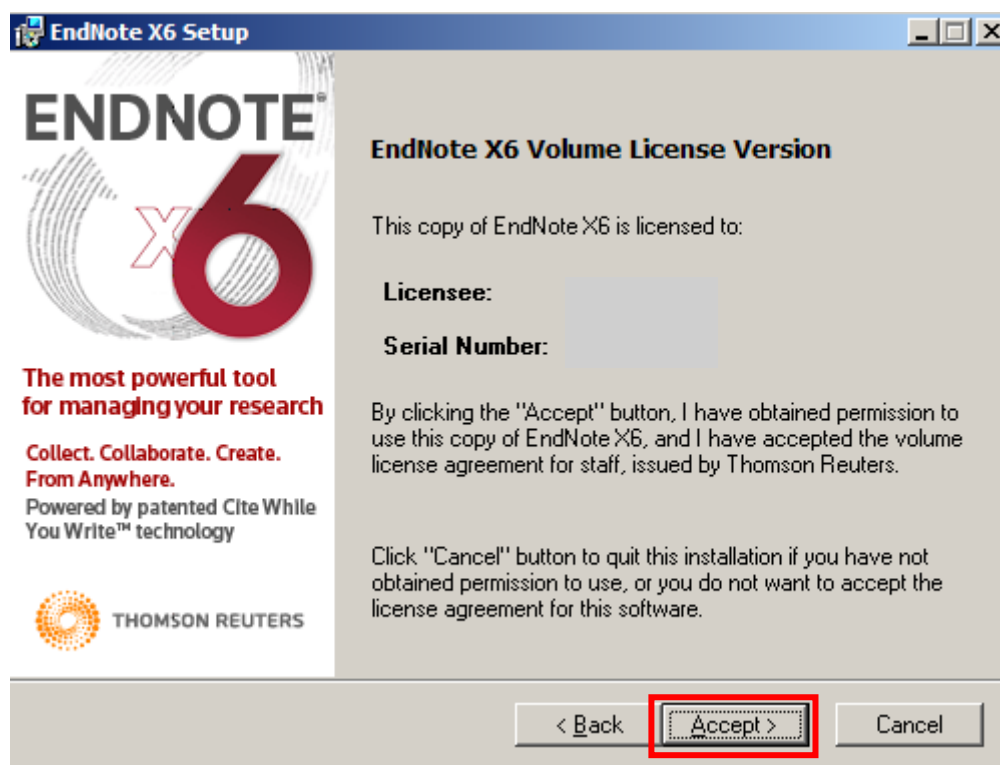 EndNote X6 Setup
ENDNOTE®
x6
The most powerful tool
for managing your research
Collect. Collaborate. Create.
From Anywhere.
Powered by patented Cite While
You Write™ technology
THOMSON REUTERS
EndNote X6 Volume License Version
This copy of EndNote X6 is licensed to:
Licensee:
Serial Number:
By clicking the "Accept" button, I have obtained permission to
use this copy of EndNote X6, and I have accepted the volume
license agreement for staff, issued by Thomson Reuters.
Click "Cancel" button to quit this installation if you have not
obtained permission to use, or you do not want to accept the
license agreement for this software.
< Back
Accept >
Cancel